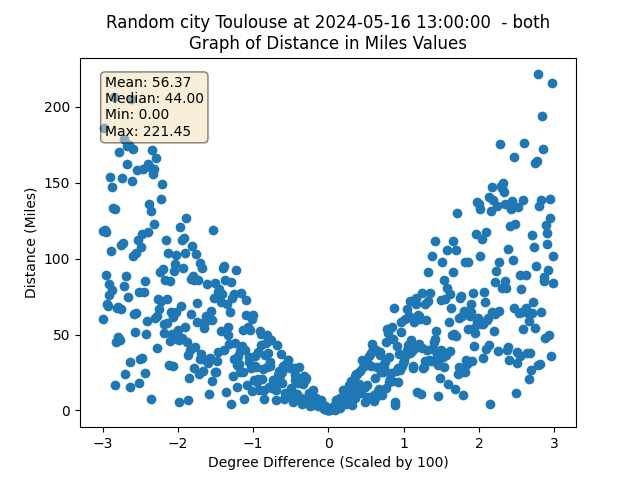 Random city Toulouse at 2024-05-16 13:00:00  - both
Graph of Distance in Miles Values
Mean: 56.37
Median: 44.00
Min: 0.00
Max: 221.45
200
150
100
50
0
Distance (Miles)
−3 −2 −1 0 1 2 3
Degree Difference (Scaled by 100)